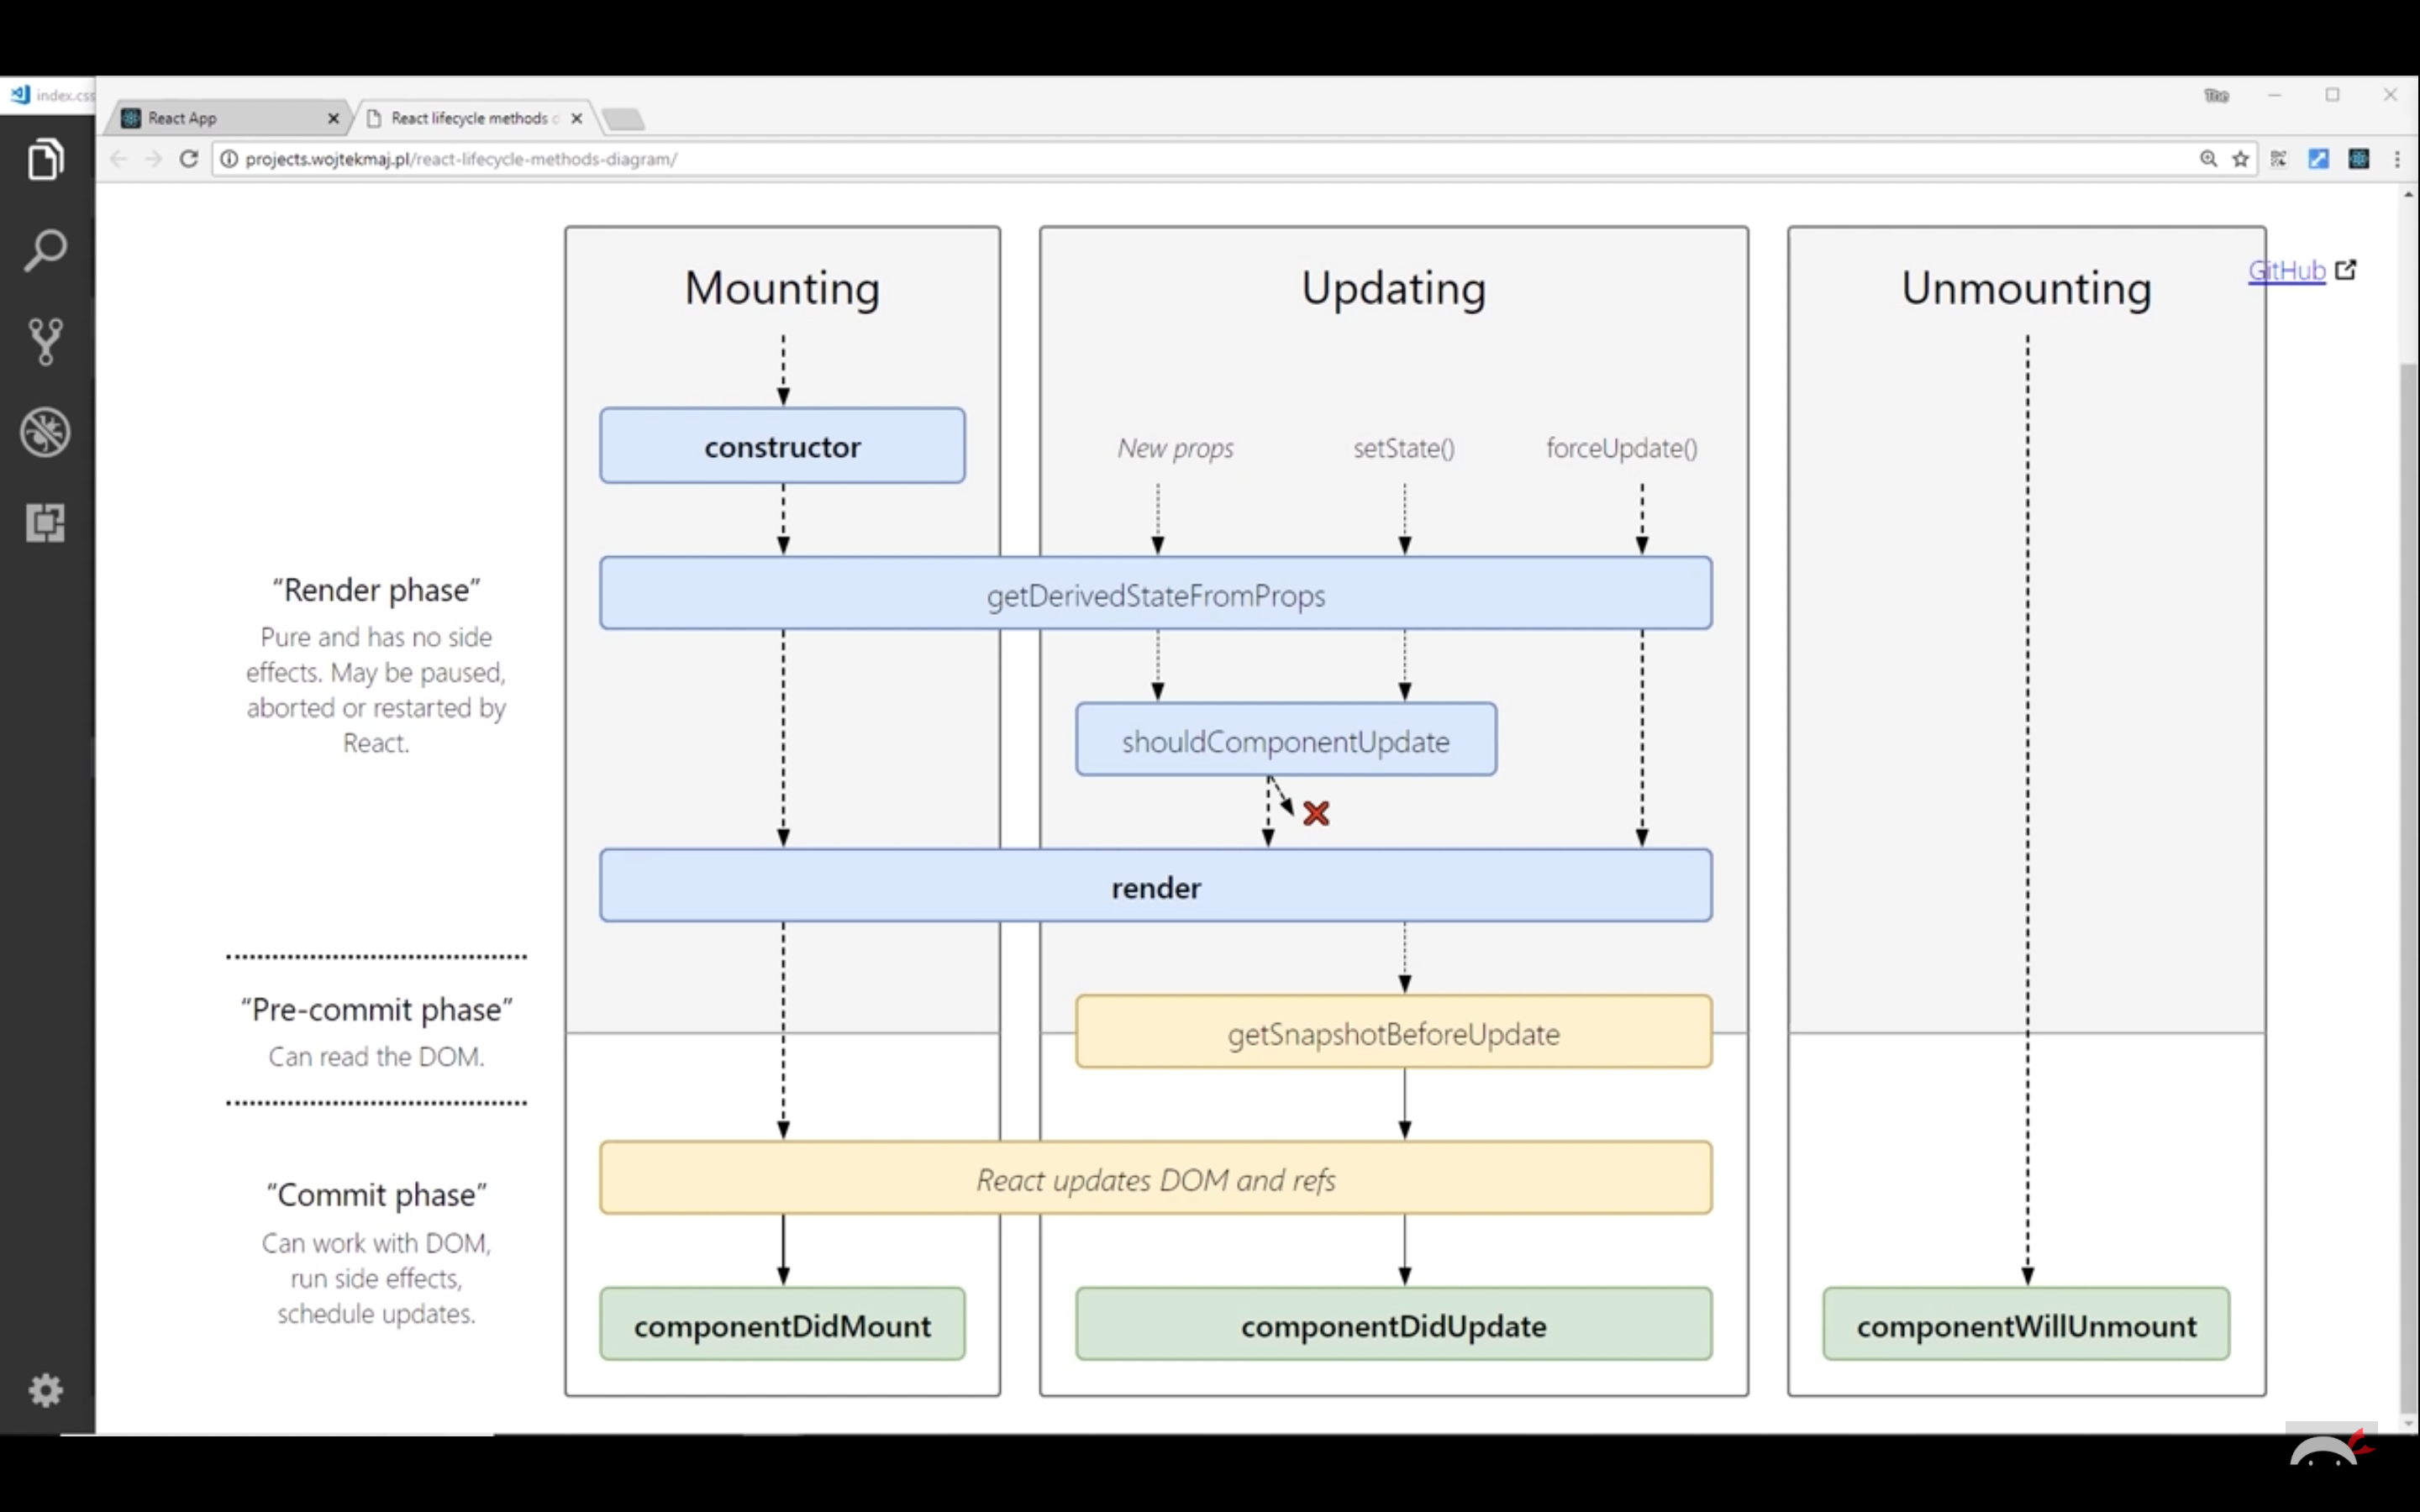 index.css
React App
React lifecycle methods d
projects.wojtekmaj.pl/react-lifecycle-methods-diagram/
The
GitHub
Mounting
Updating
Unmounting
constructor
New props
setState()
forceUpdate()
“Render phase”
Pure and has no side
effects. May be paused,
aborted or restarted by
React.
getDerivedStateFromProps
shouldComponentUpdate
render
“Pre-commit phase”
Can read the DOM.
getSnapshotBeforeUpdate
“Commit phase”
Can work with DOM,
run side effects,
schedule updates.
React updates DOM and refs
componentDidMount
componentDidUpdate
componentWillUnmount